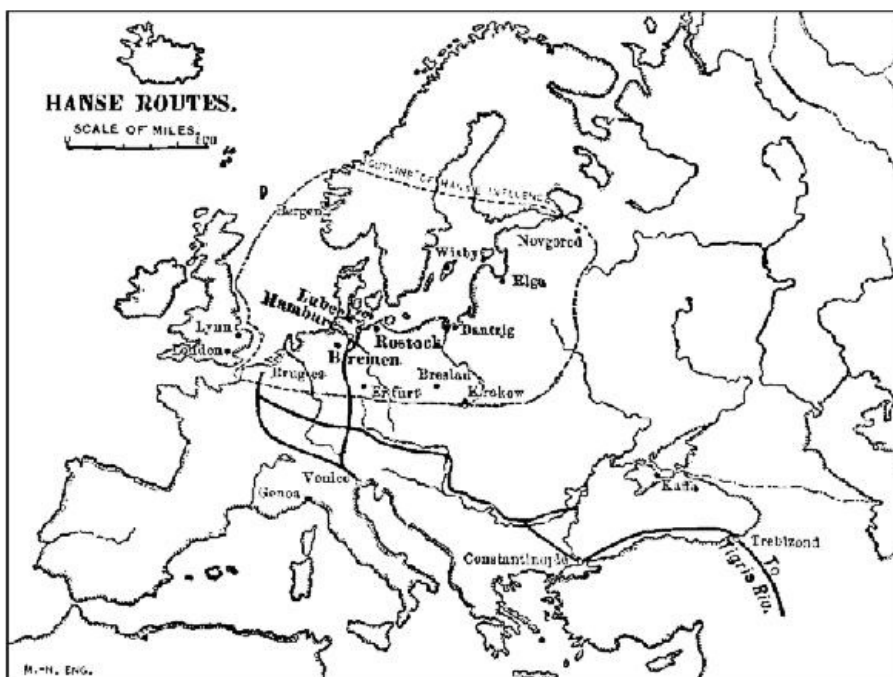 HANSE ROUTES.
SCALE OF MILES.
OUTLINE OF HANSE INFLUENCE
Bergen
Novgorod
Wisby
Riga
Lubeck
Hamburg
Dantzig
Lynn
Rostock
London
Bremen
Bruges
Erfurt
Breslau
Krakow
Venice
Kaffa
Genoa
Constantinople
Trebizond
To
Tigris Riv.
M.-N. ENG.